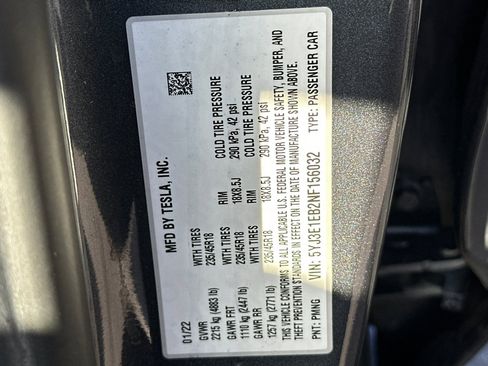 MFD BY TESLA, INC.
01/22
GVWR
2215 kg (4883 lb)
GAWR FRT WITH TIRES RIM COLD TIRE PRESSURE
1110 kg (2447 lb) 235/45R18 18X8.5J 290 kPa, 42 psi
GAWR RR WITH TIRES RIM COLD TIRE PRESSURE
1257 kg (2771 lb) 235/45R18 18X8.5J 290 kPa, 42 psi
THIS VEHICLE CONFORMS TO ALL APPLICABLE U.S. FEDERAL MOTOR VEHICLE SAFETY, BUMPER, AND
THEFT PREVENTION STANDARDS IN EFFECT ON THE DATE OF MANUFACTURE SHOWN ABOVE.
VIN: 5YJ3E1EB2NF156032 TYPE: PASSENGER CAR
PNT: PMNG